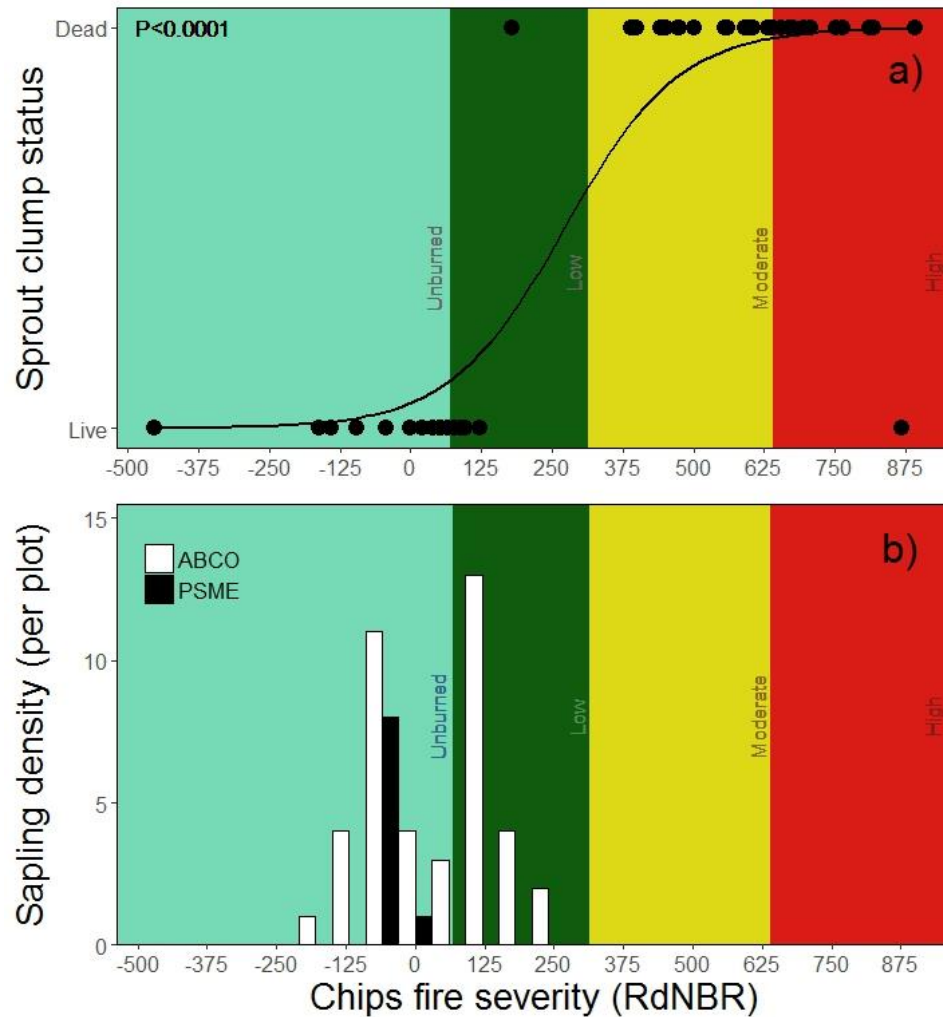 Dead
P<0.0001
a)
Sprout clump status
Unburned
Low
Moderate
High
Live
-500 -375 -250 -125 0 125 250 375 500 625 750 875
15
b)
ABCO
PSME
Sapling density (per plot)
10
Unburned
Low
Moderate
High
5
0
-500 -375 -250 -125 0 125 250 375 500 625 750 875
Chips fire severity (RdNBR)